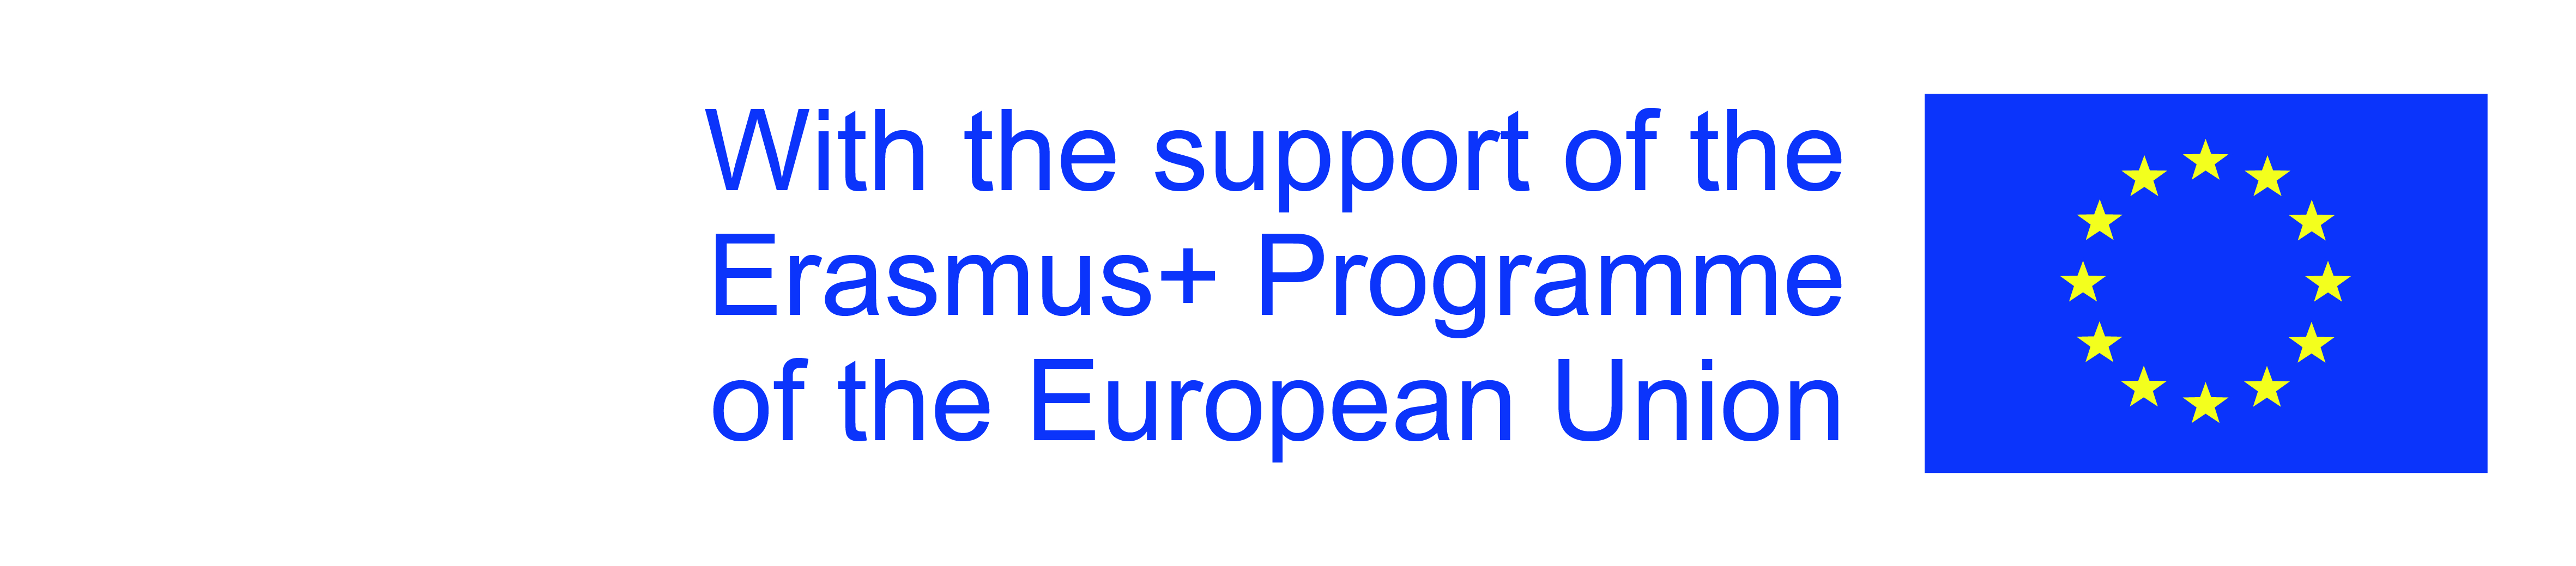 With the support of the
Erasmus+ Programme
of the European Union